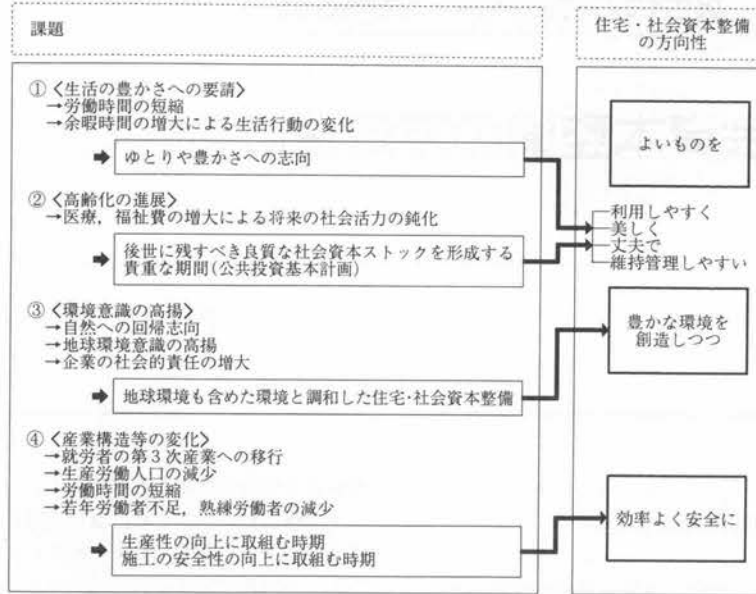 課題
① 〈生活の豊かさへの要請〉
→労働時間の短縮
→余暇時間の増大による生活行動の変化
ゆとりや豊かさへの志向
② 〈高齢化の進展〉
→医療，福祉費の増大による将来の社会活力の鈍化
後世に残すべき良質な社会資本ストックを形成する
貴重な期間(公共投資基本計画)
③ 〈環境意識の高揚〉
→自然への回帰志向
→地球環境意識の高揚
→企業の社会的責任の増大
地球環境も含めた環境と調和した住宅・社会資本整備
④ 〈産業構造等の変化〉
→就労者の第３次産業への移行
→生産労働人口の減少
→労働時間の短縮
→若年労働者不足，熟練労働者の減少
生産性の向上に取組む時期
施工の安全性の向上に取組む時期
住宅・社会資本整備
の方向性
よいものを
利用しやすく
美しく
丈夫で
維持管理しやすい
豊かな環境を
創造しつつ
効率よく安全に